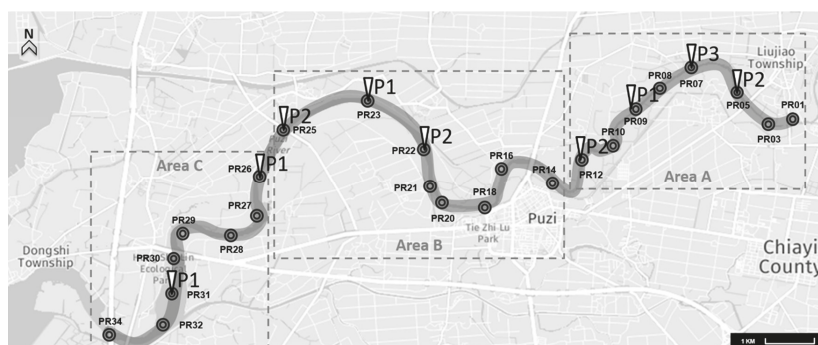 N
P3
Liujiao
Township
PR08
PR07
P2
PR05
P1
PR09
PR01
PR03
P2
PR25
P1
PR23
P2
PR22
PR10
P2
PR12
Area A
Area C
PR26
P1
PR16
PR14
PR21
PR20
PR18
PR27
PR29
PR28
Tie Zhi-Lu
Park
Puzi
Area B
Dongshi
Township
Chiayi
County
PR30
P1
PR31
PR32
PR34
1 KM